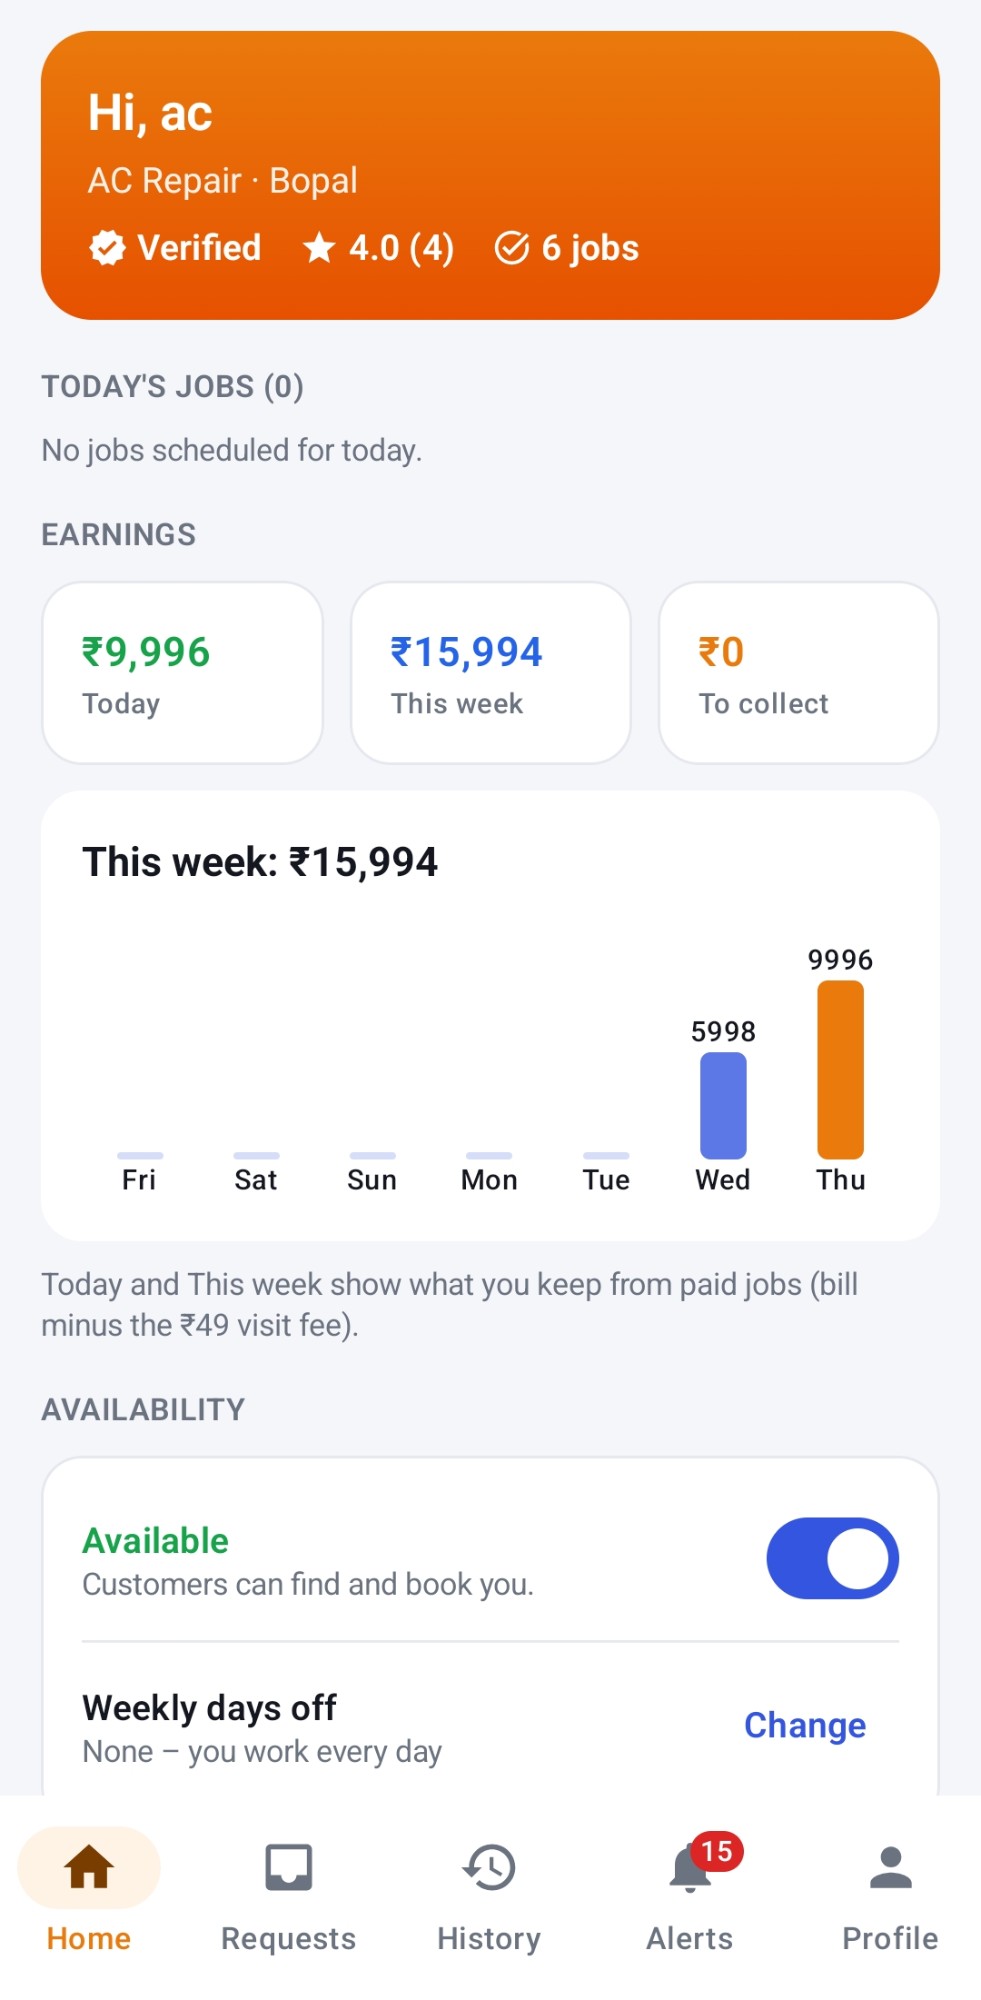 Hi, ac
AC Repair · Bopal
Verified 4.0 (4) 6 jobs
TODAY'S JOBS (0)
No jobs scheduled for today.
EARNINGS
₹9,996 ₹15,994 ₹0
Today This week To collect
This week: ₹15,994
9996
5998
Fri Sat Sun Mon Tue Wed Thu
Today and This week show what you keep from paid jobs (bill
minus the ₹49 visit fee).
AVAILABILITY
Available
Customers can find and book you.
Weekly days off
Change
None – you work every day
15
Home Requests History Alerts Profile